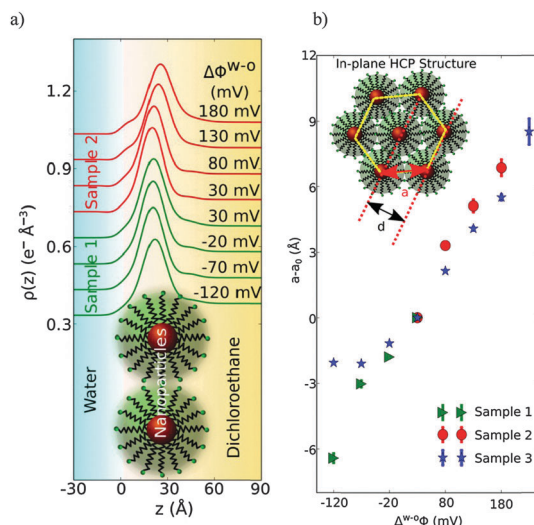 a)
ρ(z) (e⁻ Å⁻³)
1.2
0.9
0.6
0.3
ΔΦʷ⁻ᵒ
(mV)
180 mV
130 mV
80 mV
30 mV
30 mV
-20 mV
-70 mV
-120 mV
Sample 2
Sample 1
Water
Nanoparticles
Dichloroethane
-30 0 30 60 90
z (Å)
b)
In-plane HCP Structure
a
d
a-a₀ (Å)
12
9
6
3
0
-3
-6
Sample 1
Sample 2
Sample 3
-120 -20 80 180
Δʷ⁻ᵒΦ (mV)